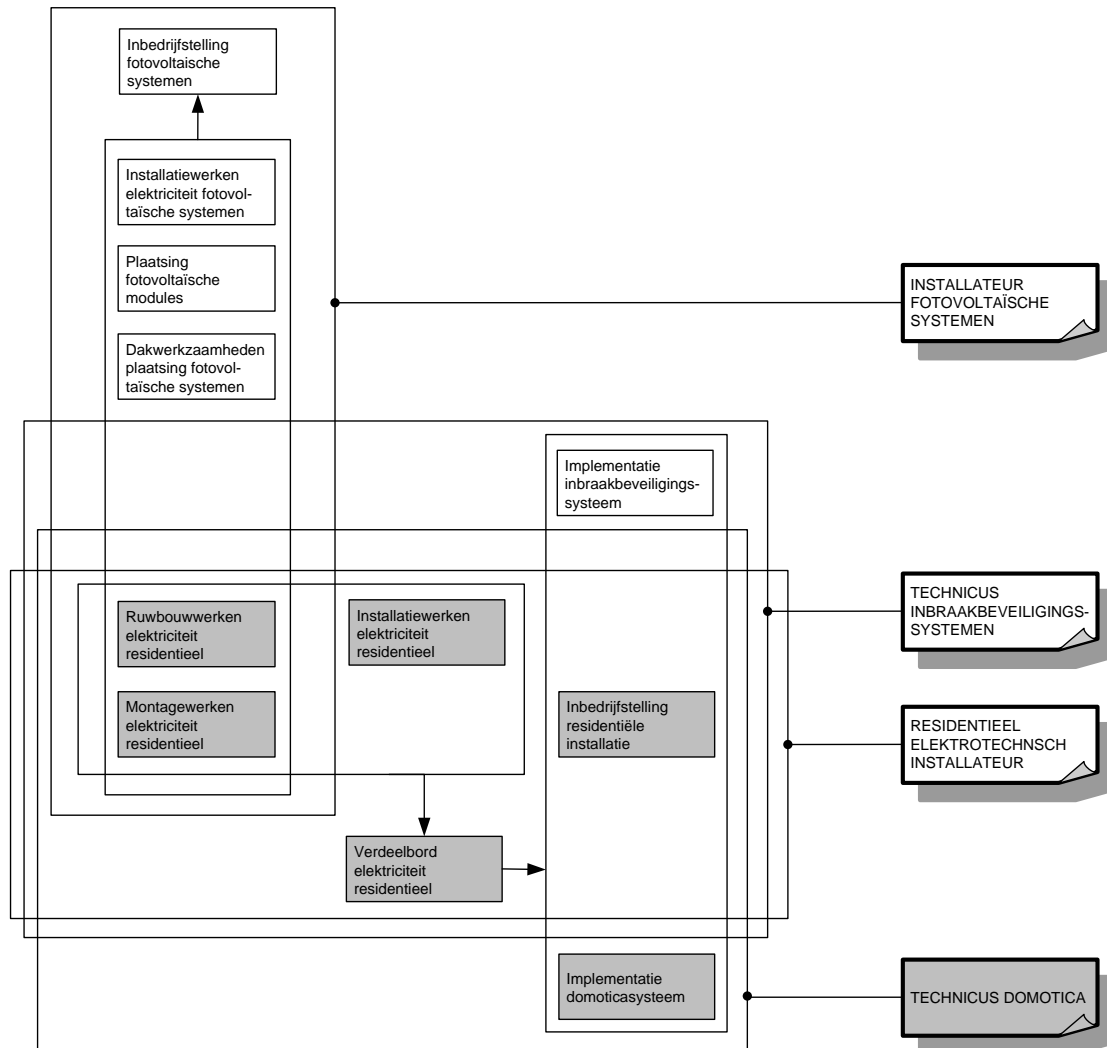 Inbedrijfstelling
fotovoltaische
systemen
Installatiewerken
elektriciteit fotovol-
taïsche systemen
Plaatsing
fotovoltaïsche
modules
Dakwerkzaamheden
plaatsing fotovol-
taïsche systemen
INSTALLATEUR
FOTOVOLTAÏSCHE
SYSTEMEN
Implementatie
inbraakbeveiligings-
systeem
Ruwbouwwerken
elektriciteit
residentieel
Installatiewerken
elektriciteit
residentieel
TECHNICUS
INBRAAKBEVEILIGINGS-
SYSTEMEN
Montagewerken
elektriciteit
residentieel
Inbedrijfstelling
residentiële
installatie
RESIDENTIEEL
ELEKTROTECHNSCH
INSTALLATEUR
Verdeelbord
elektriciteit
residentieel
Implementatie
domoticasysteem
TECHNICUS DOMOTICA